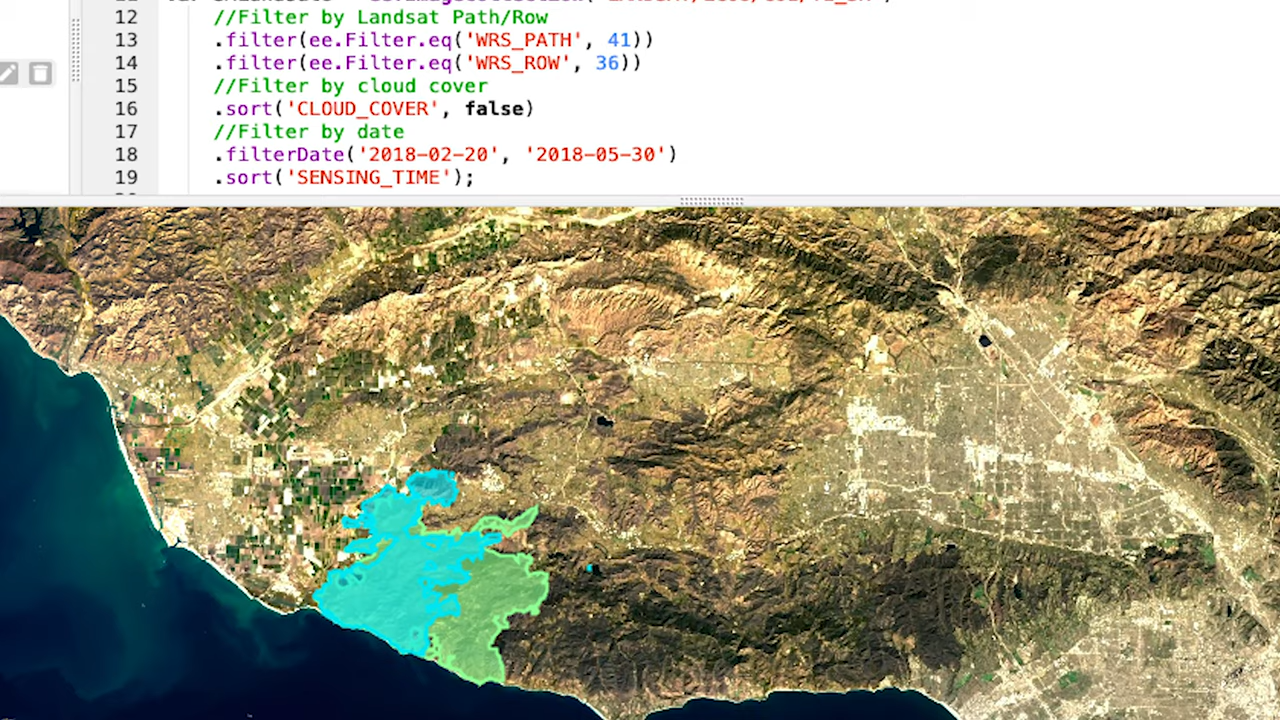 12 //Filter by Landsat Path/Row
13 .filter(ee.Filter.eq('WRS_PATH', 41))
14 .filter(ee.Filter.eq('WRS_ROW', 36))
15 //Filter by cloud cover
16 .sort('CLOUD_COVER', false)
17 //Filter by date
18 .filterDate('2018-02-20', '2018-05-30')
19 .sort('SENSING_TIME');